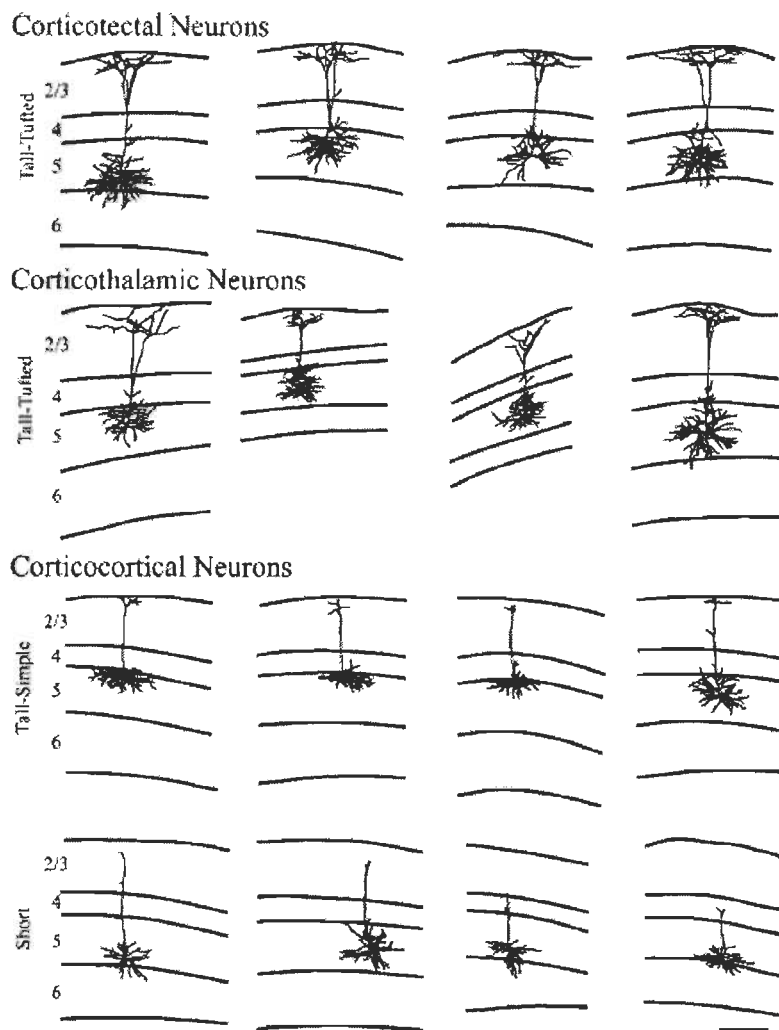 Corticotectal Neurons
Tall-Tufted
2/3
4
5
6
Corticothalamic Neurons
Tall-Tufted
2/3
4
5
6
Corticocortical Neurons
Tall-Simple
2/3
4
5
6
Short
2/3
4
5
6